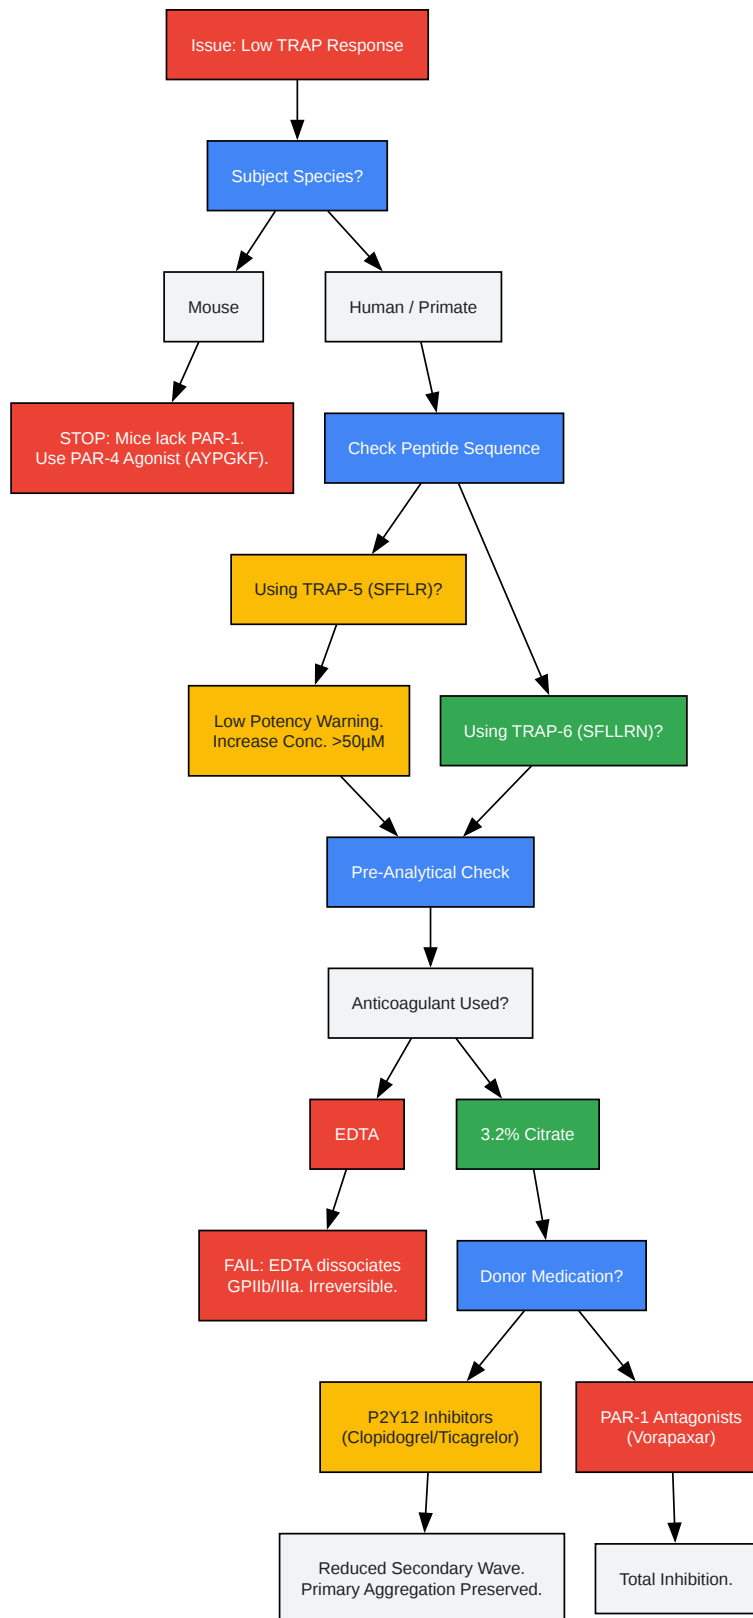 Issue: Low TRAP Response
Subject Species?
Mouse
Human / Primate
STOP: Mice lack PAR-1.
Use PAR-4 Agonist (AYPGKF).
Check Peptide Sequence
Using TRAP-5 (SFFLR)?
Low Potency Warning.
Increase Conc. >50µM
Using TRAP-6 (SFLLRN)?
Pre-Analytical Check
Anticoagulant Used?
EDTA
3.2% Citrate
FAIL: EDTA dissociates
GPIIb/IIIa. Irreversible.
Donor Medication?
P2Y12 Inhibitors
(Clopidogrel/Ticagrelor)
PAR-1 Antagonists
(Vorapaxar)
Reduced Secondary Wave.
Primary Aggregation Preserved.
Total Inhibition.